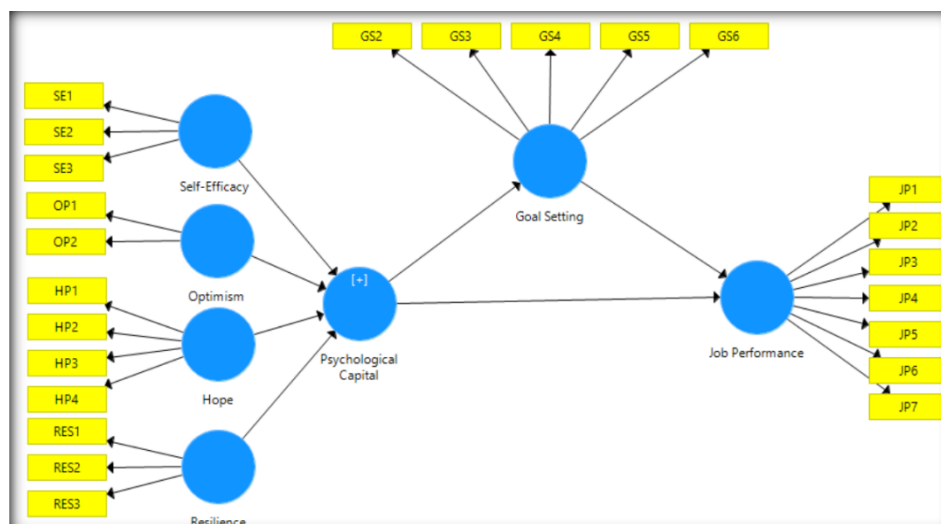 GS2
GS3
GS4
GS5
GS6
SE1
SE2
SE3
Self-Efficacy
Goal Setting
OP1
OP2
Optimism
HP1
HP2
HP3
HP4
Hope
[+]
Psychological
Capital
RES1
RES2
RES3
Resilience
JP1
JP2
JP3
JP4
JP5
JP6
JP7
Job Performance